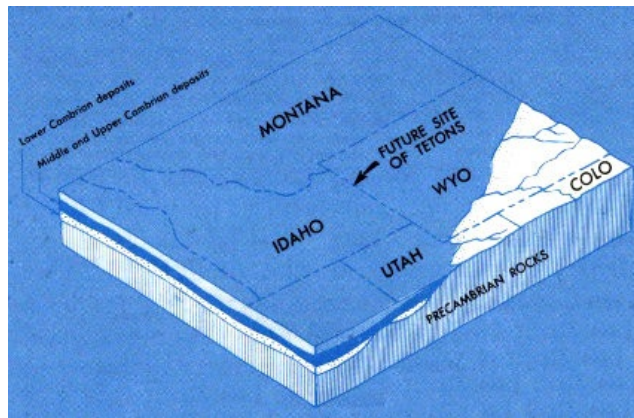 Lower Cambrian deposits
Middle and Upper Cambrian deposits
MONTANA
FUTURE SITE
OF TETONS
WYO
COLO
IDAHO
UTAH
PRECAMBRIAN ROCKS